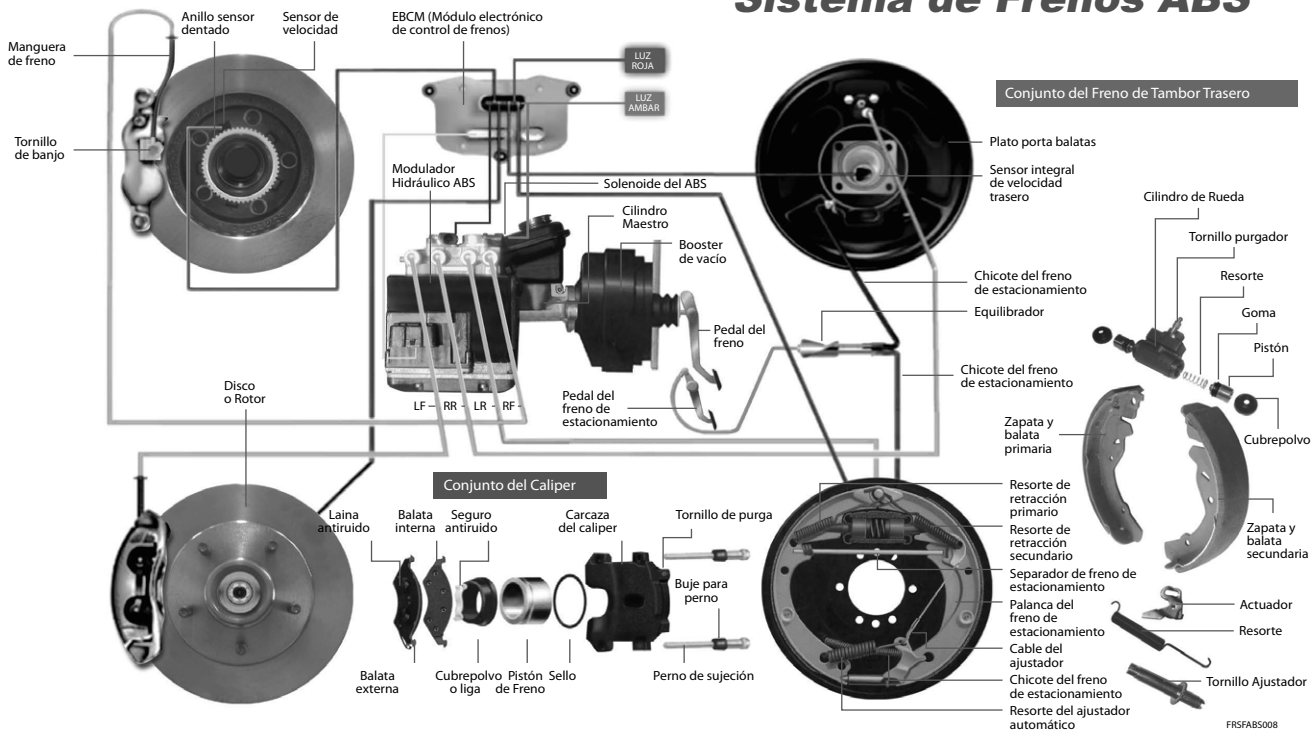 Sistema de Frenos ABS
Anillo sensor
dentado
Sensor de
velocidad
EBCM (Módulo electrónico
de control de frenos)
Manguera
de freno
LUZ
ROJA
LUZ
AMBAR
Tornillo
de banjo
Modulador
Hidráulico ABS
Solenoide del ABS
Cilindro
Maestro
Booster
de vacío
Pedal del
freno
Pedal del
freno de
estacionamiento
Disco
o Rotor
LF
RR
LR
RF
Conjunto del Freno de Tambor Trasero
Plato porta balatas
Sensor integral
de velocidad
trasero
Cilindro de Rueda
Tornillo purgador
Resorte
Goma
Pistón
Cubrepolvo
Chicote del freno
de estacionamiento
Equilibrador
Chicote del freno
de estacionamiento
Zapata y
balata
primaria
Zapata y
balata
secundaria
Conjunto del Caliper
Laina
antiruido
Balata
interna
Seguro
antiruido
Carcaza
del caliper
Tornillo de purga
Buje para
perno
Balata
externa
Cubrepolvo
o liga
Pistón
de Freno
Sello
Perno de sujeción
Resorte de
retracción
primario
Resorte de
retracción
secundario
Separador de freno de
estacionamiento
Palanca del
freno de
estacionamiento
Cable del
ajustador
Chicote del freno
de estacionamiento
Resorte del ajustador
automático
Actuador
Resorte
Tornillo Ajustador
FRSFABS008